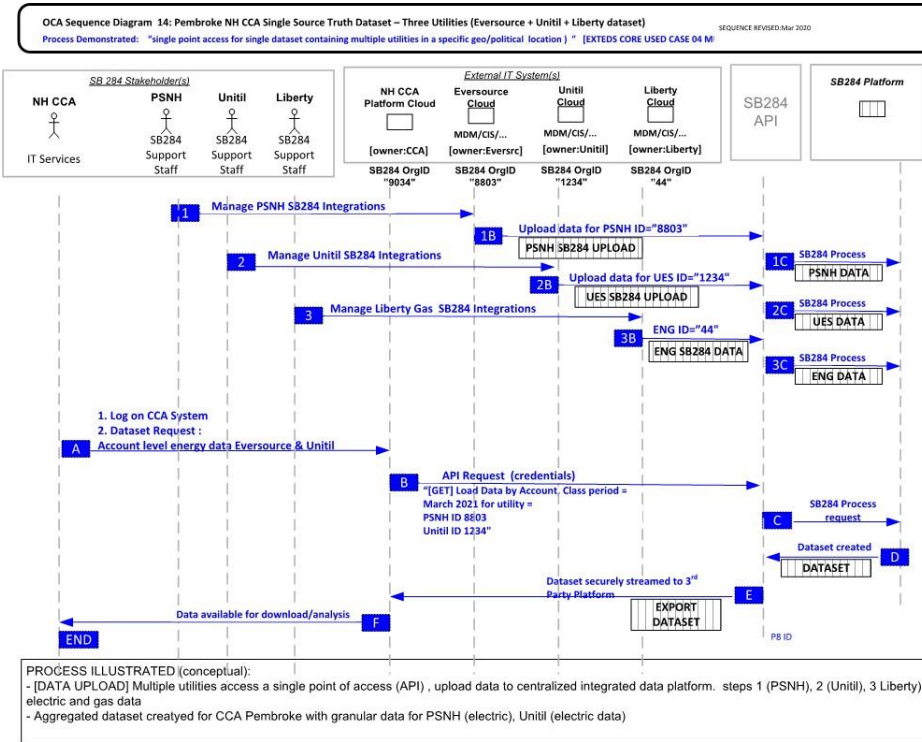 OCA Sequence Diagram 14: Pembroke NH CCA Single Source Truth Dataset – Three Utilities (Eversource + Unitil + Liberty dataset)
SEQUENCE REVISED:Mar 2020
Process Demonstrated: "single point access for single dataset containing multiple utilities in a specific geo/political location ) " [EXTEDS CORE USED CASE 04 M
SB 284 Stakeholder(s)
NH CCA
IT Services
PSNH
SB284
Support
Staff
Unitil
SB284
Support
Staff
Liberty
SB284
Support
Staff
External IT System(s)
NH CCA
Platform Cloud
[owner:CCA]
SB284 OrgID
"9034"
Eversource
Cloud
MDM/CIS/...
[owner:Eversrc]
SB284 OrgID
"8803"
Unitil
Cloud
MDM/CIS/...
[owner:Unitil]
SB284 OrgID
"1234"
Liberty
Cloud
MDM/CIS/...
[owner:Liberty]
SB284 OrgID
"44"
SB284
API
SB284 Platform
1
Manage PSNH SB284 Integrations
1B
Upload data for PSNH ID="8803"
PSNH SB284 UPLOAD
1C
SB284 Process
PSNH DATA
2
Manage Unitil SB284 Integrations
2B
Upload data for UES ID="1234"
UES SB284 UPLOAD
2C
SB284 Process
UES DATA
3
Manage Liberty Gas SB284 Integrations
3B
ENG ID="44"
ENG SB284 DATA
3C
SB284 Process
ENG DATA
1. Log on CCA System
2. Dataset Request :
Account level energy data Eversource & Unitil
A
B
API Request (credentials)
"[GET] Load Data by Account, Class period =
March 2021 for utility =
PSNH ID 8803
Unitil ID 1234"
C
SB284 Process
request
Dataset created
D
DATASET
Dataset securely streamed to 3rd
Party Platform
E
EXPORT
DATASET
Data available for download/analysis
F
END
P8 ID
PROCESS ILLUSTRATED (conceptual):
- [DATA UPLOAD] Multiple utilities access a single point of access (API) , upload data to centralized integrated data platform. steps 1 (PSNH), 2 (Unitil), 3 Liberty)
electric and gas data
- Aggregated dataset creatyed for CCA Pembroke with granular data for PSNH (electric), Unitil (electric data)